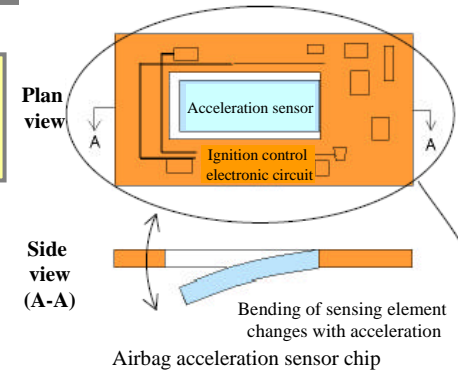 Plan
view
Acceleration sensor
A
A
Ignition control
electronic circuit
Side
view
(A-A)
Bending of sensing element
changes with acceleration
Airbag acceleration sensor chip